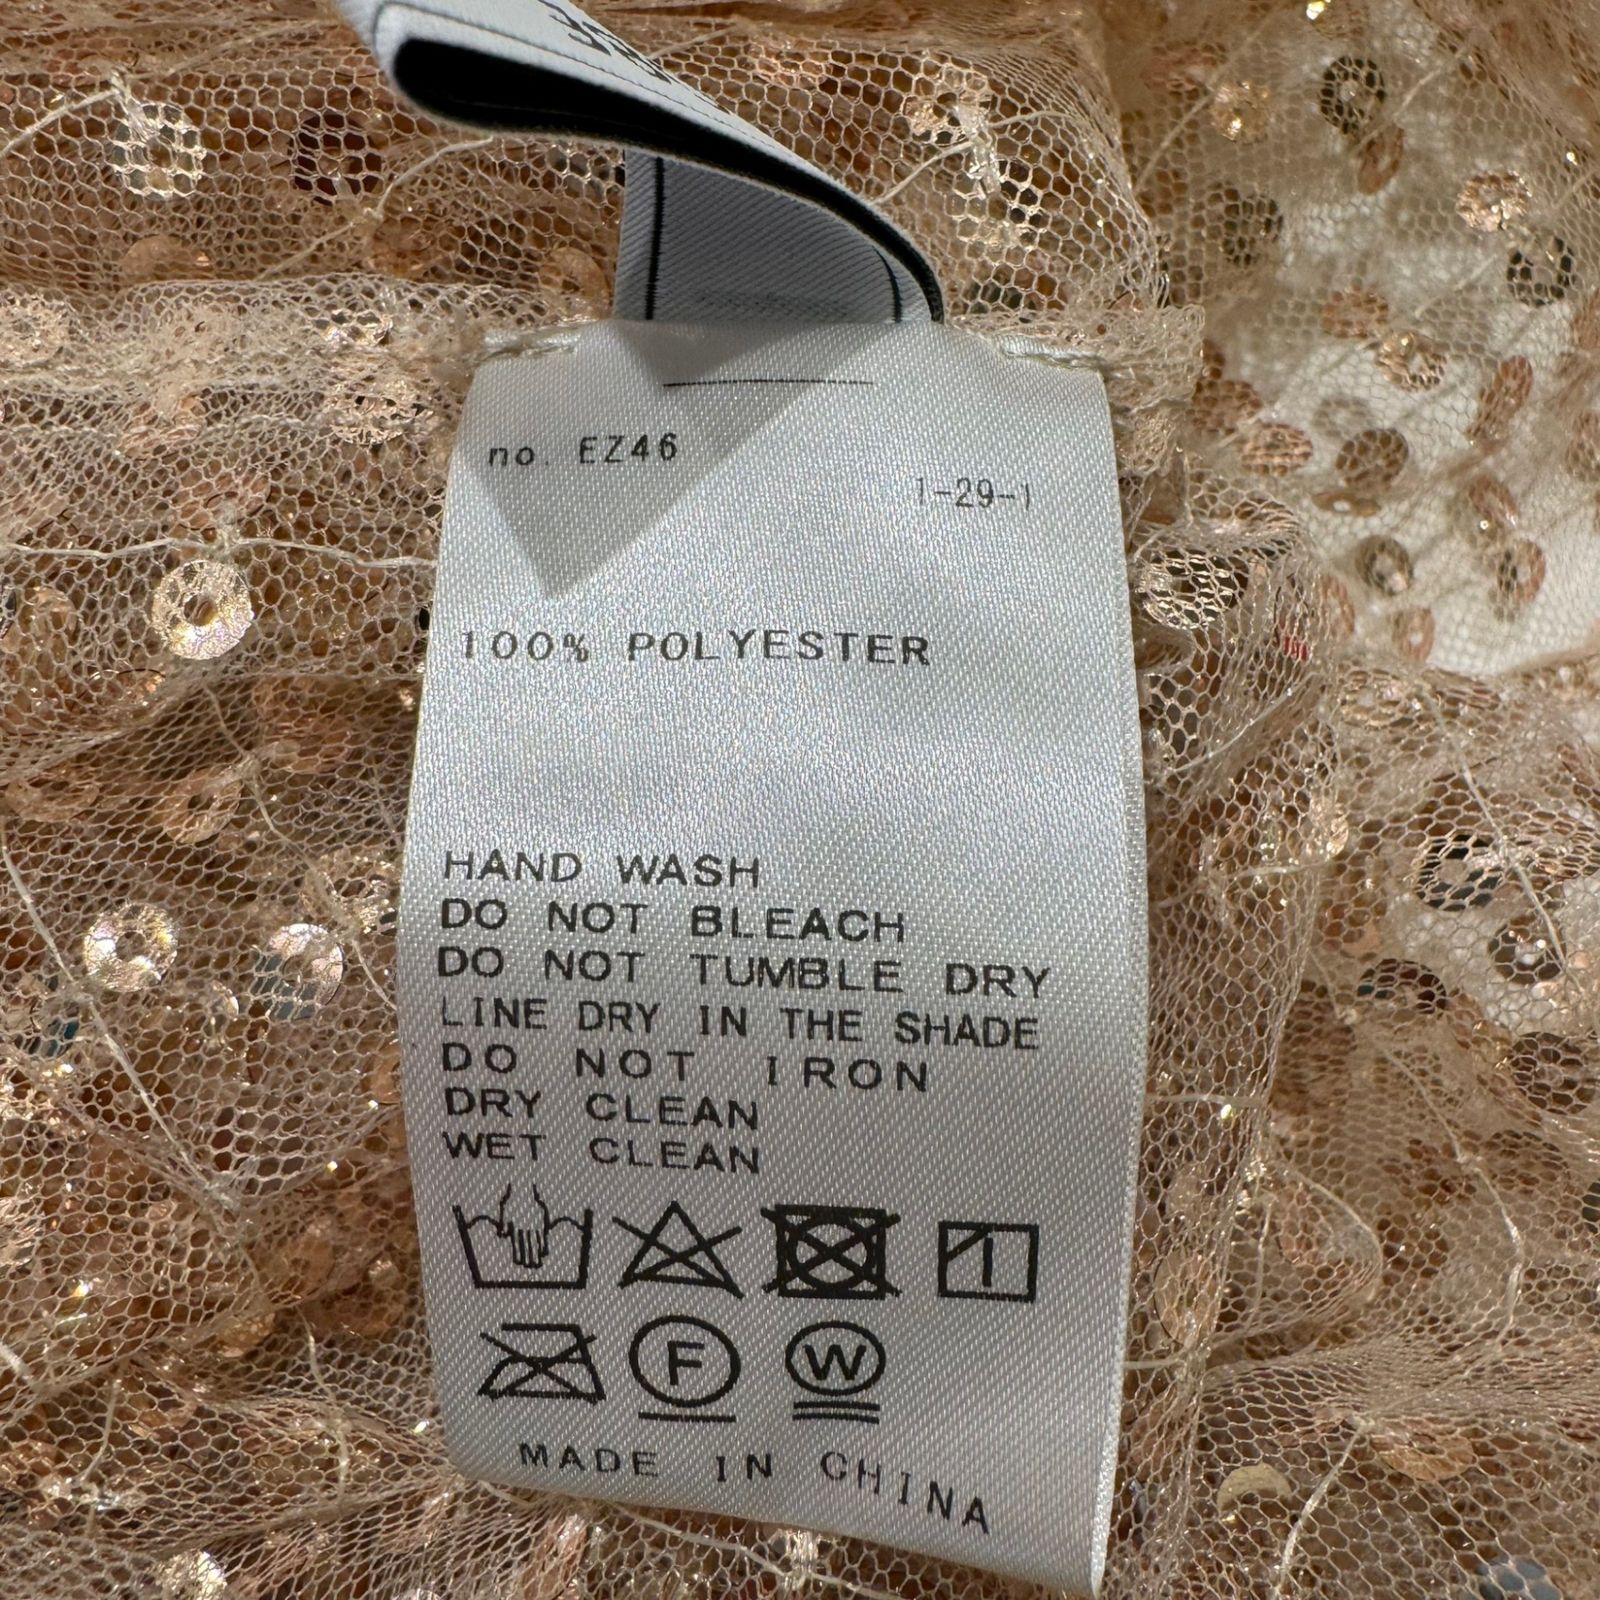 no. EZ46
1-29-1
100% POLYESTER
HAND WASH
DO NOT BLEACH
DO NOT TUMBLE DRY
LINE DRY IN THE SHADE
DO NOT IRON
DRY CLEAN
WET CLEAN
F
W
MADE IN CHINA